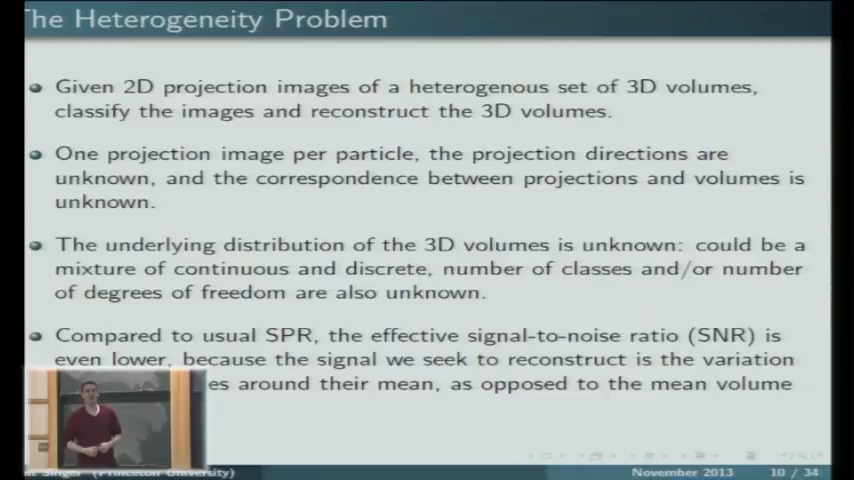 The Heterogeneity Problem
Given 2D projection images of a heterogenous set of 3D volumes,
classify the images and reconstruct the 3D volumes.
One projection image per particle, the projection directions are
unknown, and the correspondence between projections and volumes is
unknown.
The underlying distribution of the 3D volumes is unknown: could be a
mixture of continuous and discrete, number of classes and/or number
of degrees of freedom are also unknown.
Compared to usual SPR, the effective signal-to-noise ratio (SNR) is
even lower, because the signal we seek to reconstruct is the variation
es around their mean, as opposed to the mean volume
Singer (Princeton University)
November 2013
10 / 34